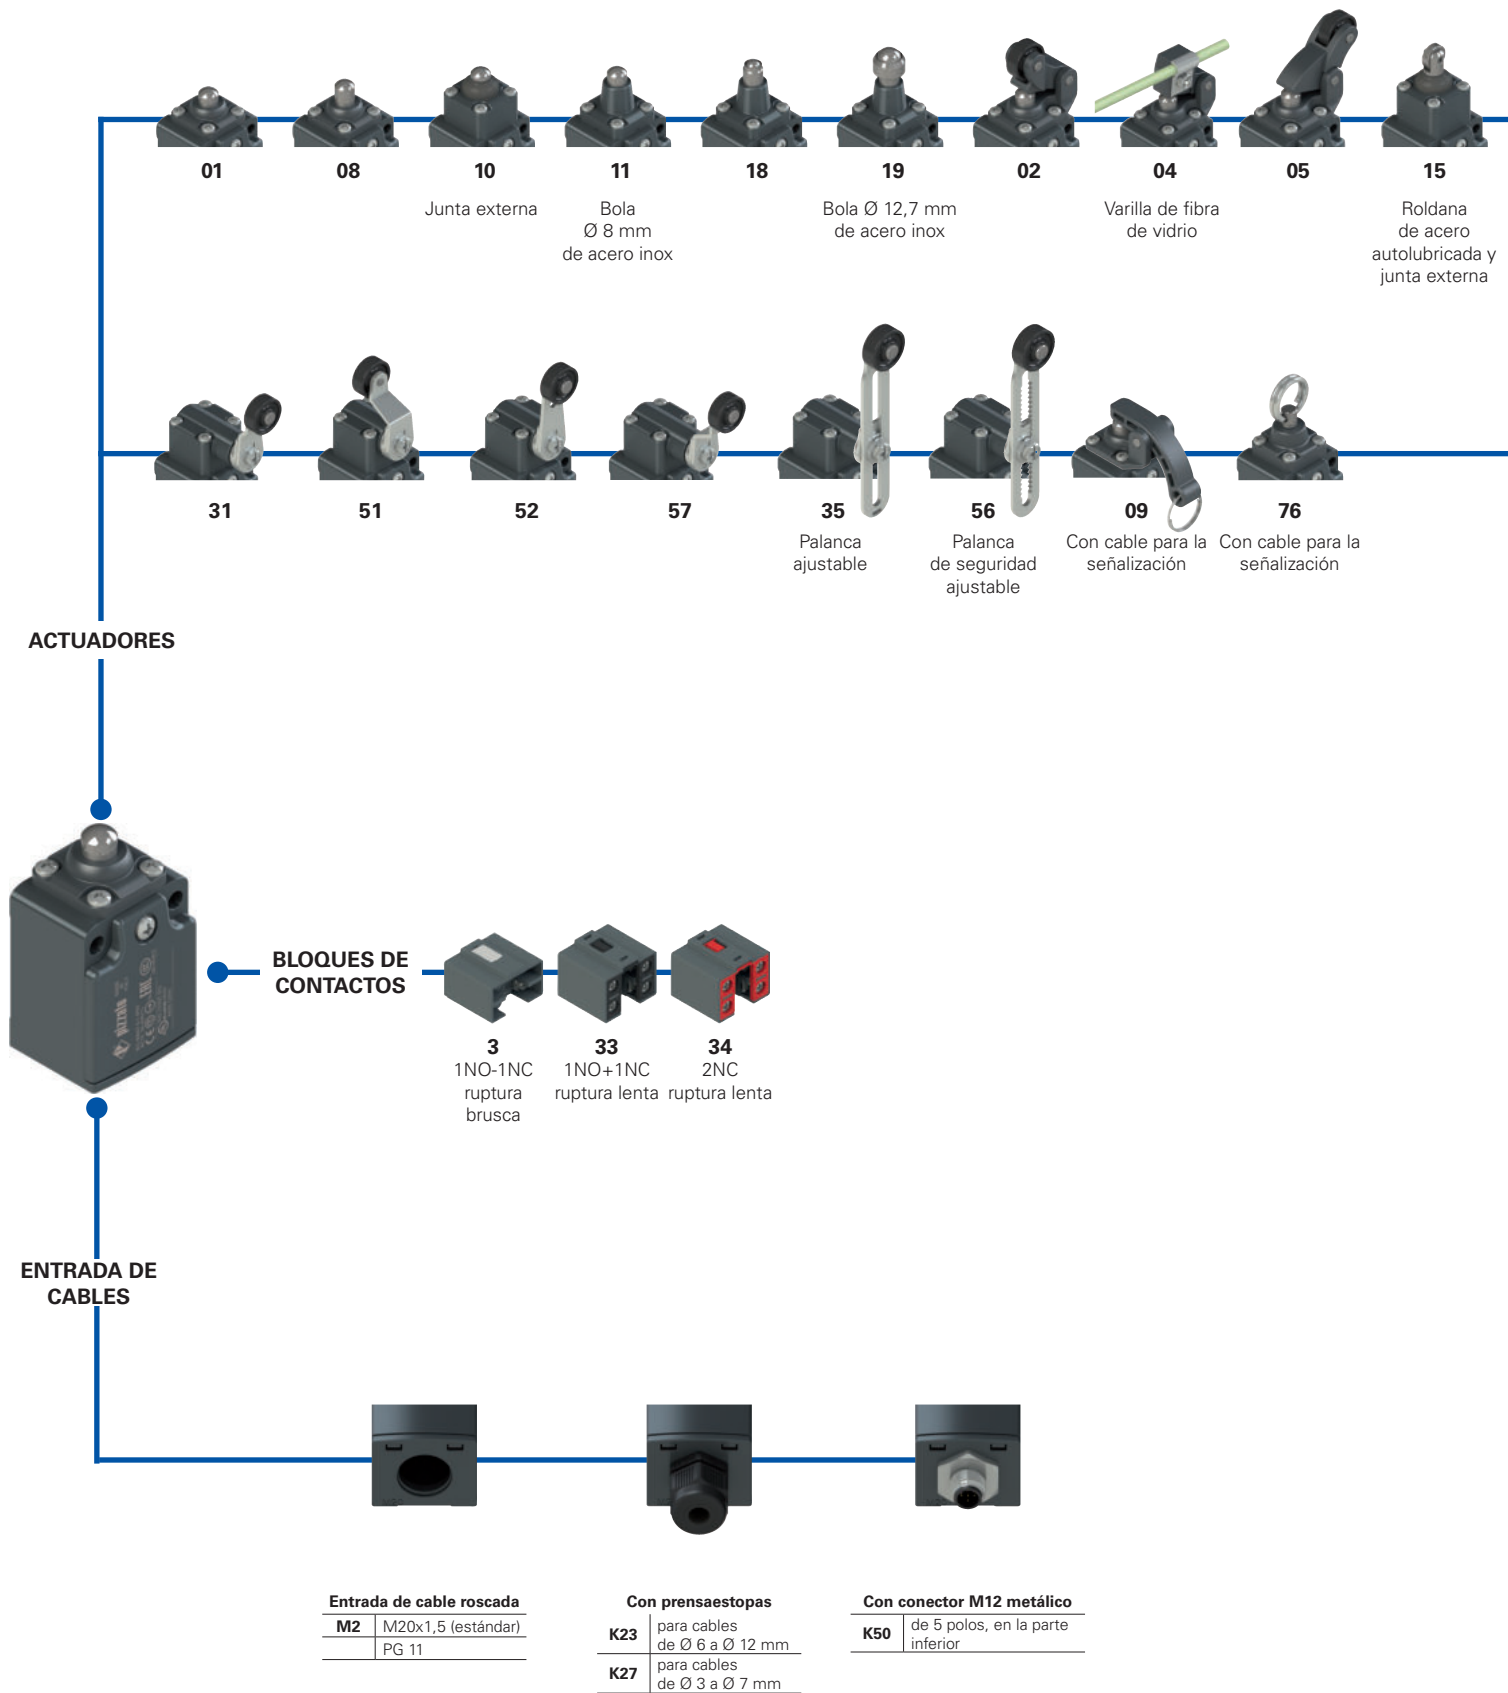 01 08 10 11 18 19 02 04 05 15
Junta externa
Bola
Ø 8 mm
de acero inox
Bola Ø 12,7 mm
de acero inox
Varilla de fibra
de vidrio
Roldana
de acero
autolubricada y
junta externa
31 51 52 57 35 56 09 76
Palanca
ajustable
Palanca
de seguridad
ajustable
Con cable para la
señalización
Con cable para la
señalización
ACTUADORES
pizzato
BLOQUES DE
CONTACTOS
3
1NO-1NC
ruptura
brusca
33
1NO+1NC
ruptura lenta
34
2NC
ruptura lenta
ENTRADA DE
CABLES
Entrada de cable roscada
M2 M20x1,5 (estándar)
PG 11
Con prensaestopas
K23 para cables
de Ø 6 a Ø 12 mm
K27 para cables
de Ø 3 a Ø 7 mm
Con conector M12 metálico
K50 de 5 polos, en la parte
inferior